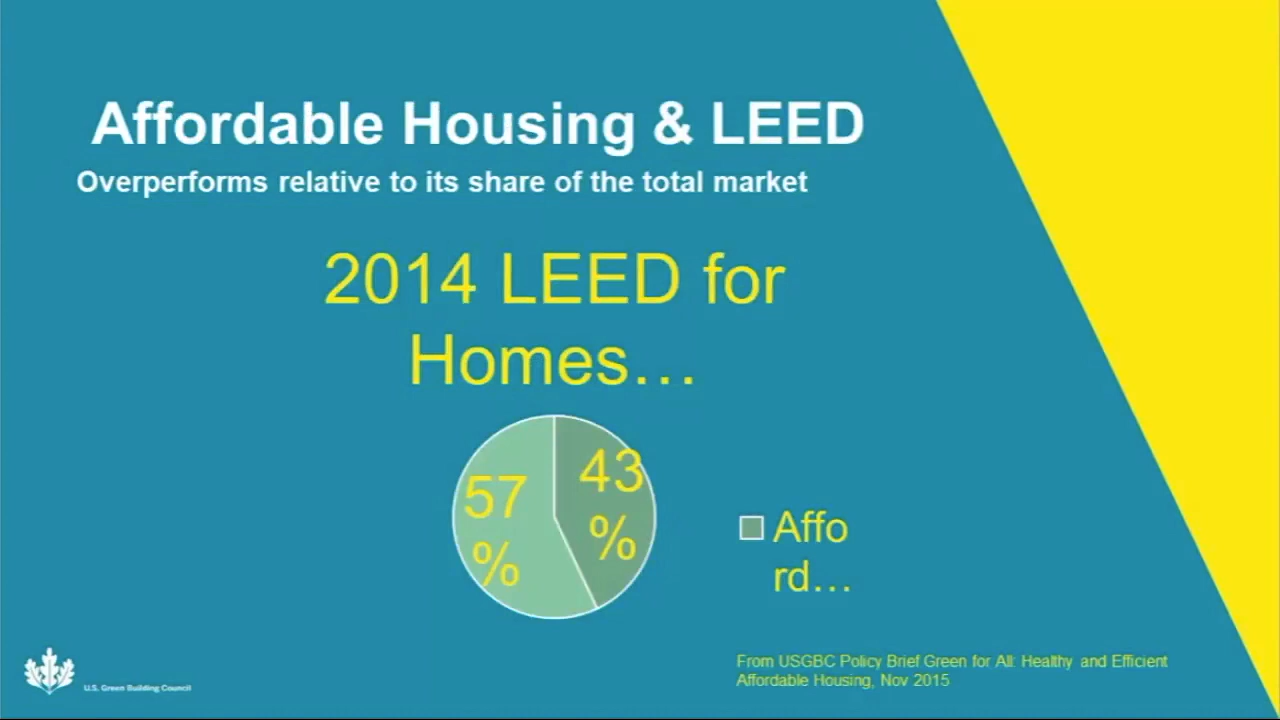 Affordable Housing & LEED
Overperforms relative to its share of the total market
2014 LEED for
Homes…
57
%
43
%
Affo
rd…
From USGBC Policy Brief Green for All: Healthy and Efficient
Affordable Housing, Nov 2015
U.S. Green Building Council